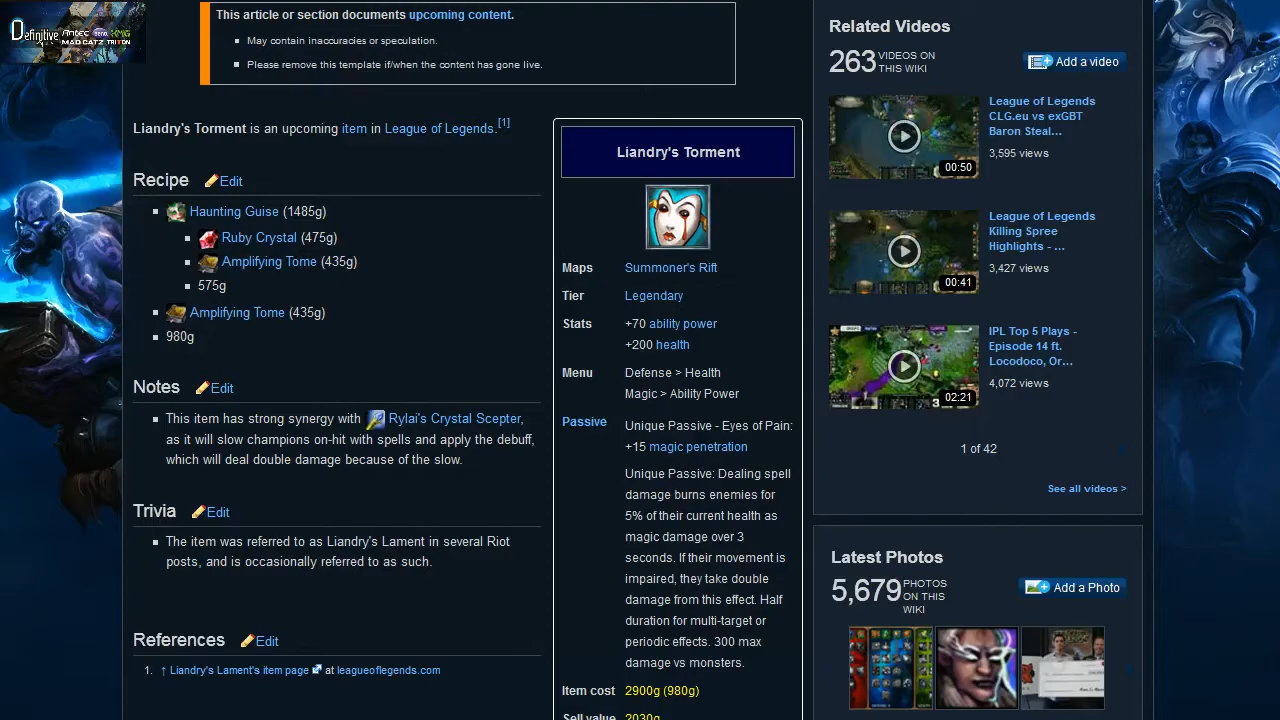 Definitive
ANTEC BENQ XMG
MAD CATZ TRITTON
This article or section documents upcoming content.
May contain inaccuracies or speculation.
Please remove this template if/when the content has gone live.
Liandry's Torment is an upcoming item in League of Legends.[1]
Recipe Edit
Haunting Guise (1485g)
Ruby Crystal (475g)
Amplifying Tome (435g)
575g
Amplifying Tome (435g)
980g
Notes Edit
This item has strong synergy with Rylai's Crystal Scepter,
as it will slow champions on-hit with spells and apply the debuff,
which will deal double damage because of the slow.
Trivia Edit
The item was referred to as Liandry's Lament in several Riot
posts, and is occasionally referred to as such.
References Edit
1. ↑ Liandry's Lament's item page at leagueoflegends.com
Liandry's Torment
Maps Summoner's Rift
Tier Legendary
Stats +70 ability power
+200 health
Menu Defense > Health
Magic > Ability Power
Passive Unique Passive - Eyes of Pain:
+15 magic penetration
Unique Passive: Dealing spell
damage burns enemies for
5% of their current health as
magic damage over 3
seconds. If their movement is
impaired, they take double
damage from this effect. Half
duration for multi-target or
periodic effects. 300 max
damage vs monsters.
Item cost 2900g (980g)
Sell value 2030g
Related Videos
263 VIDEOS ON
THIS WIKI
Add a video
League of Legends
CLG.eu vs exGBT
Baron Steal...
3,595 views
00:50
League of Legends
Killing Spree
Highlights - ...
3,427 views
00:41
IPL Top 5 Plays -
Episode 14 ft.
Locodoco, Or...
4,072 views
02:21
1 of 42
See all videos >
Latest Photos
5,679 PHOTOS
ON THIS
WIKI
Add a Photo